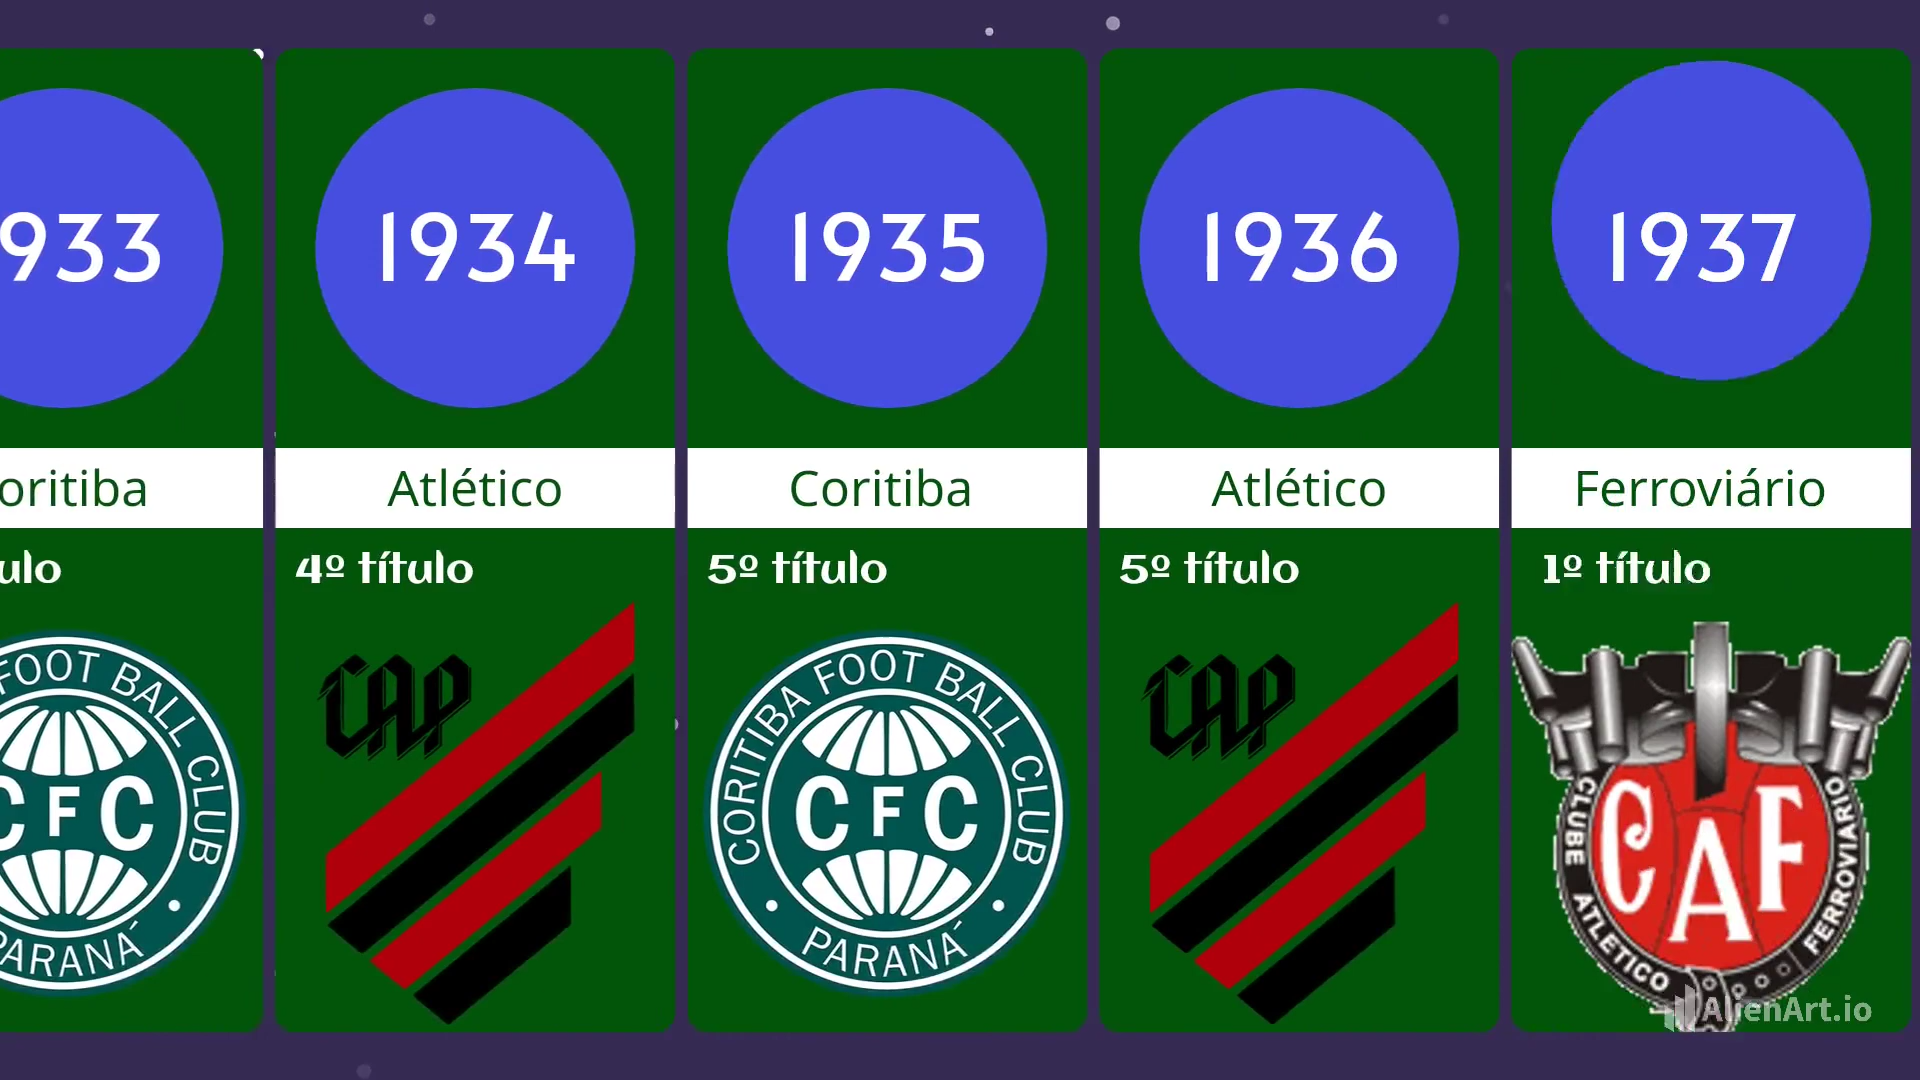 933
oritiba
ulo
FOOT BALL CLUB
CFC
PARANÁ
1934
Atlético
4º título
CAP
1935
Coritiba
5º título
CORITIBA FOOT BALL CLUB
CFC
PARANÁ
1936
Atlético
5º título
CAP
1937
Ferroviário
1º título
CAF
CLUBE ATLETICO FERROVIARIO
AlienArt.io